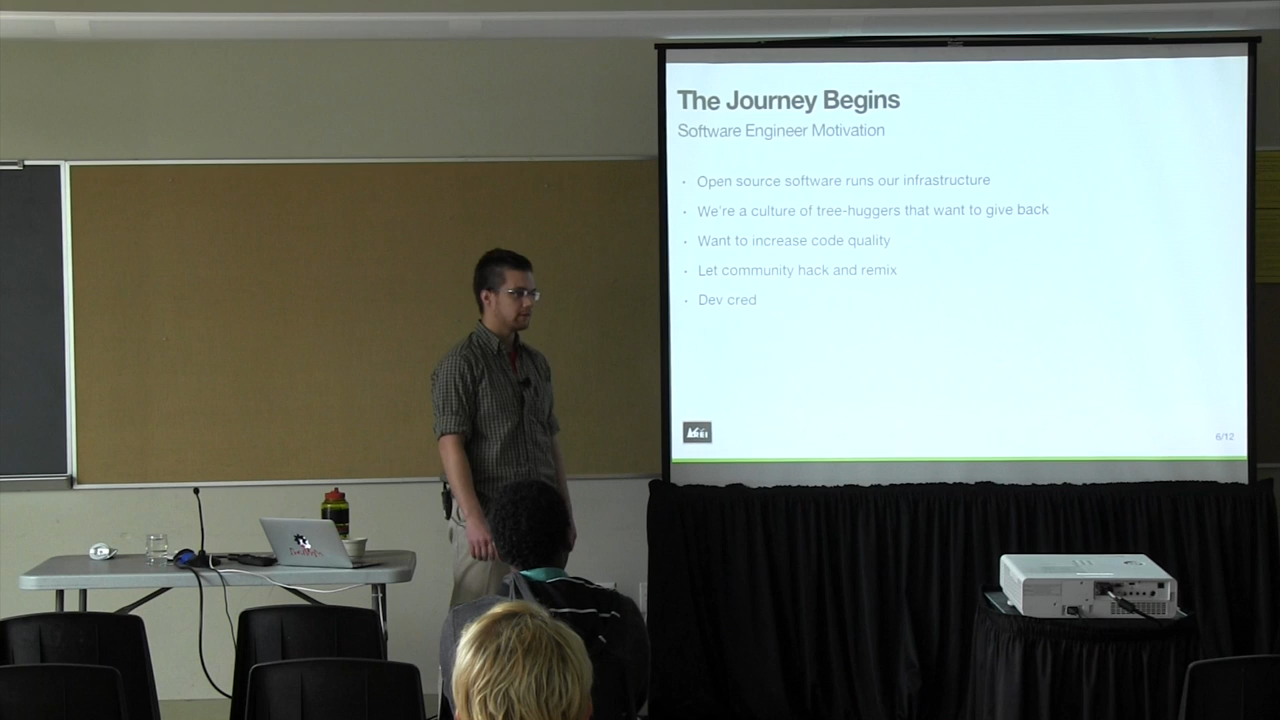 The Journey Begins
Software Engineer Motivation
· Open source software runs our infrastructure
· We're a culture of tree-huggers that want to give back
· Want to increase code quality
· Let community hack and remix
· Dev cred
REI
6/12